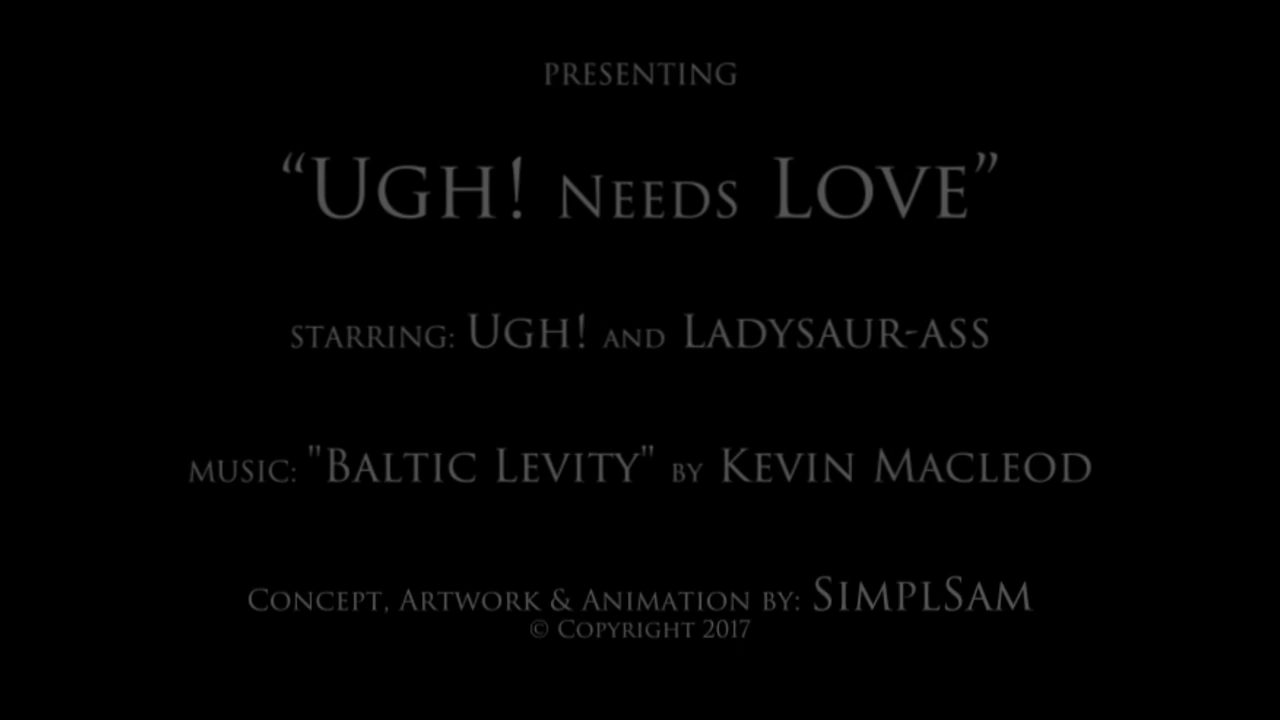 PRESENTING
“UGH! NEEDS LOVE”
STARRING: UGH! AND LADYSAUR-ASS
MUSIC: "BALTIC LEVITY" BY KEVIN MACLEOD
CONCEPT, ARTWORK & ANIMATION BY: SIMPLSAM
© COPYRIGHT 2017